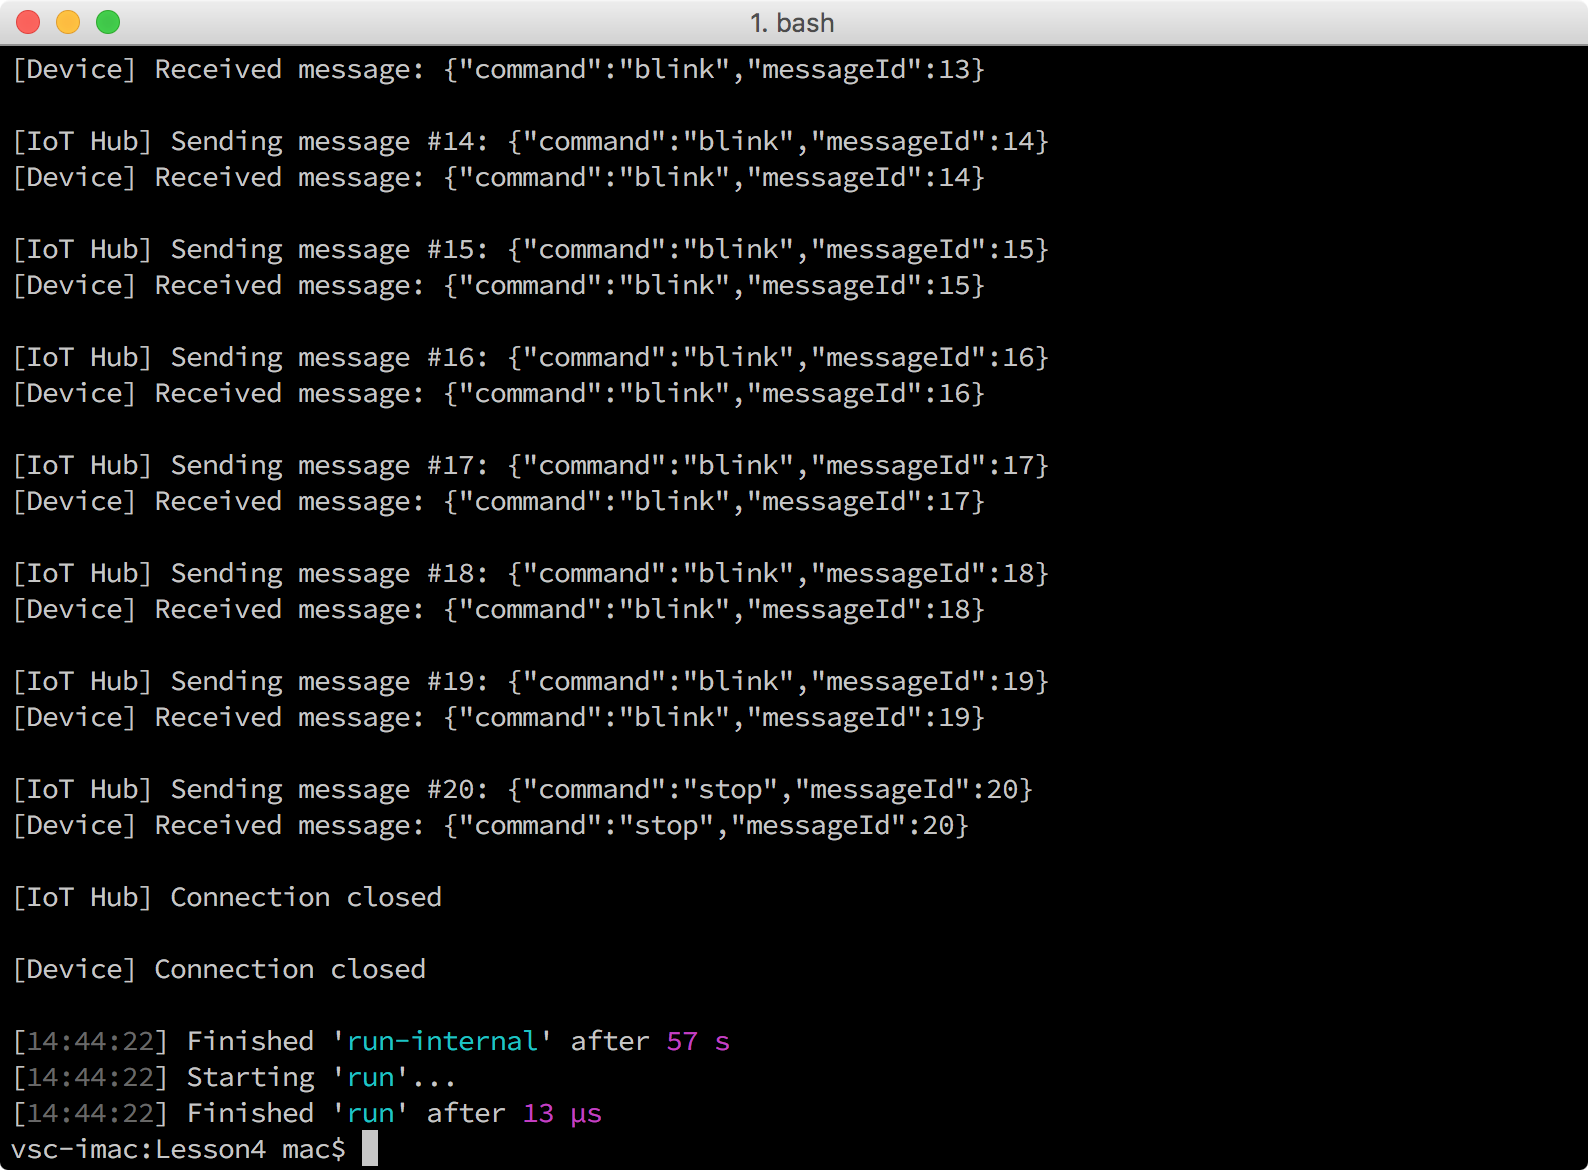 1. bash
[Device] Received message: {"command":"blink","messageId":13}
[IoT Hub] Sending message #14: {"command":"blink","messageId":14}
[Device] Received message: {"command":"blink","messageId":14}
[IoT Hub] Sending message #15: {"command":"blink","messageId":15}
[Device] Received message: {"command":"blink","messageId":15}
[IoT Hub] Sending message #16: {"command":"blink","messageId":16}
[Device] Received message: {"command":"blink","messageId":16}
[IoT Hub] Sending message #17: {"command":"blink","messageId":17}
[Device] Received message: {"command":"blink","messageId":17}
[IoT Hub] Sending message #18: {"command":"blink","messageId":18}
[Device] Received message: {"command":"blink","messageId":18}
[IoT Hub] Sending message #19: {"command":"blink","messageId":19}
[Device] Received message: {"command":"blink","messageId":19}
[IoT Hub] Sending message #20: {"command":"stop","messageId":20}
[Device] Received message: {"command":"stop","messageId":20}
[IoT Hub] Connection closed
[Device] Connection closed
[14:44:22] Finished 'run-internal' after 57 s
[14:44:22] Starting 'run'...
[14:44:22] Finished 'run' after 13 μs
vsc-imac:Lesson4 mac$